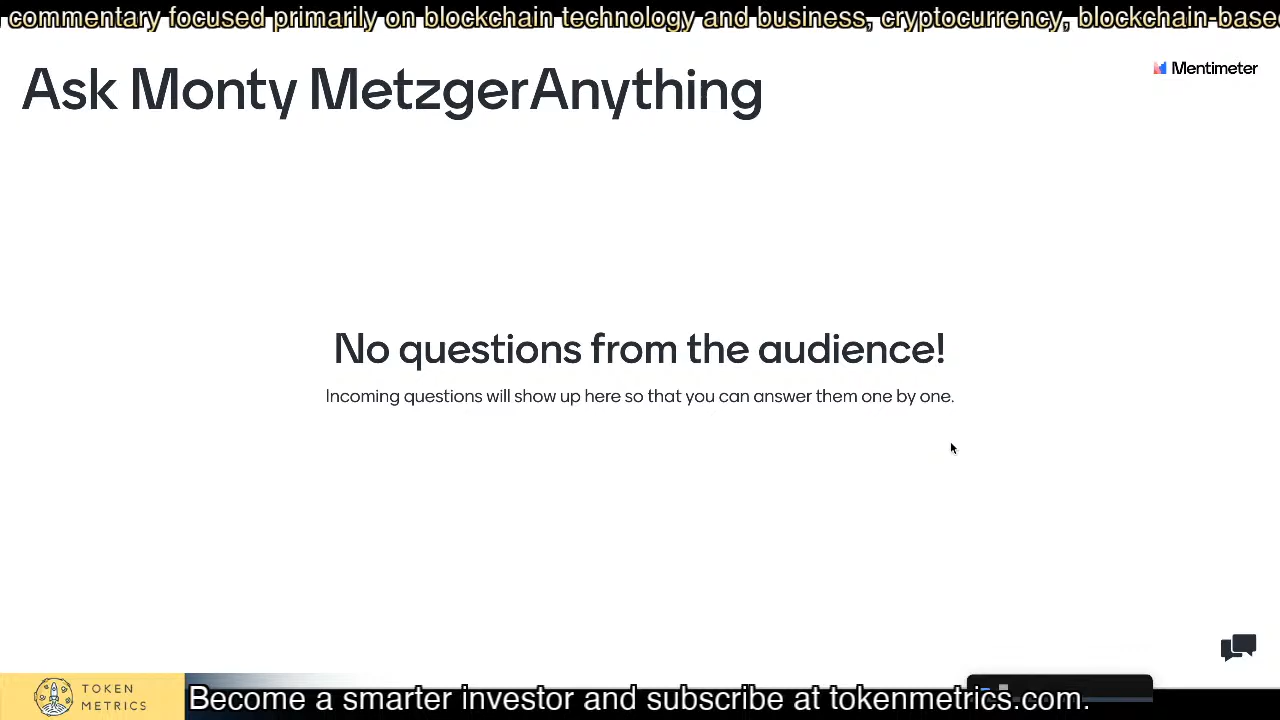 commentary focused primarily on blockchain technology and business, cryptocurrency, blockchain-base
Ask Monty MetzgerAnything
Mentimeter
No questions from the audience!
Incoming questions will show up here so that you can answer them one by one.
TOKEN
METRICS
Become a smarter investor and subscribe at tokenmetrics.com.